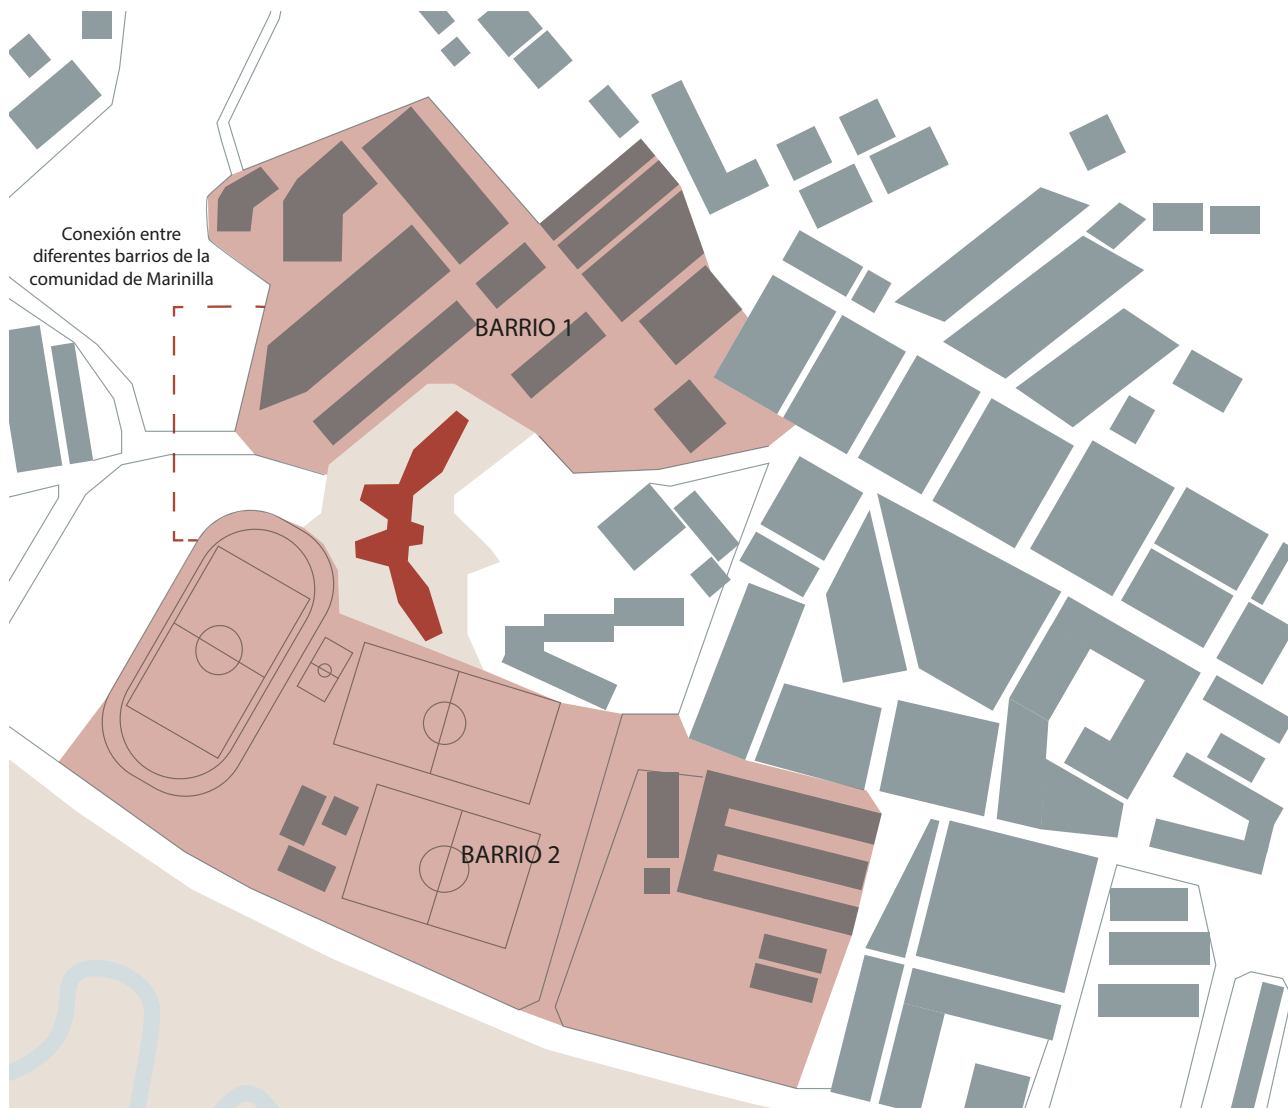 Conexión entre
diferentes barrios de la
comunidad de Marinilla
BARRIO 1
BARRIO 2